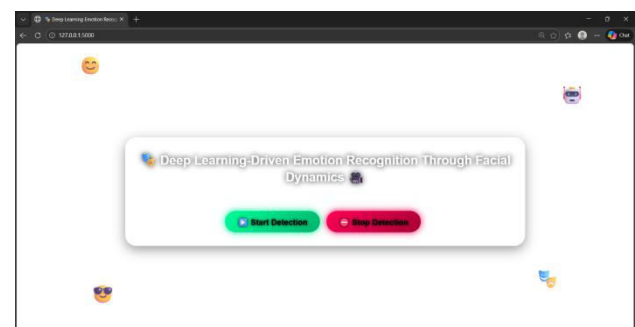 Deep Learning Emotion Recog
127.0.0.1:5000
Chat
🎭 Deep Learning-Driven Emotion Recognition Through Facial
Dynamics 🎥
▶️ Start Detection
⛔ Stop Detection